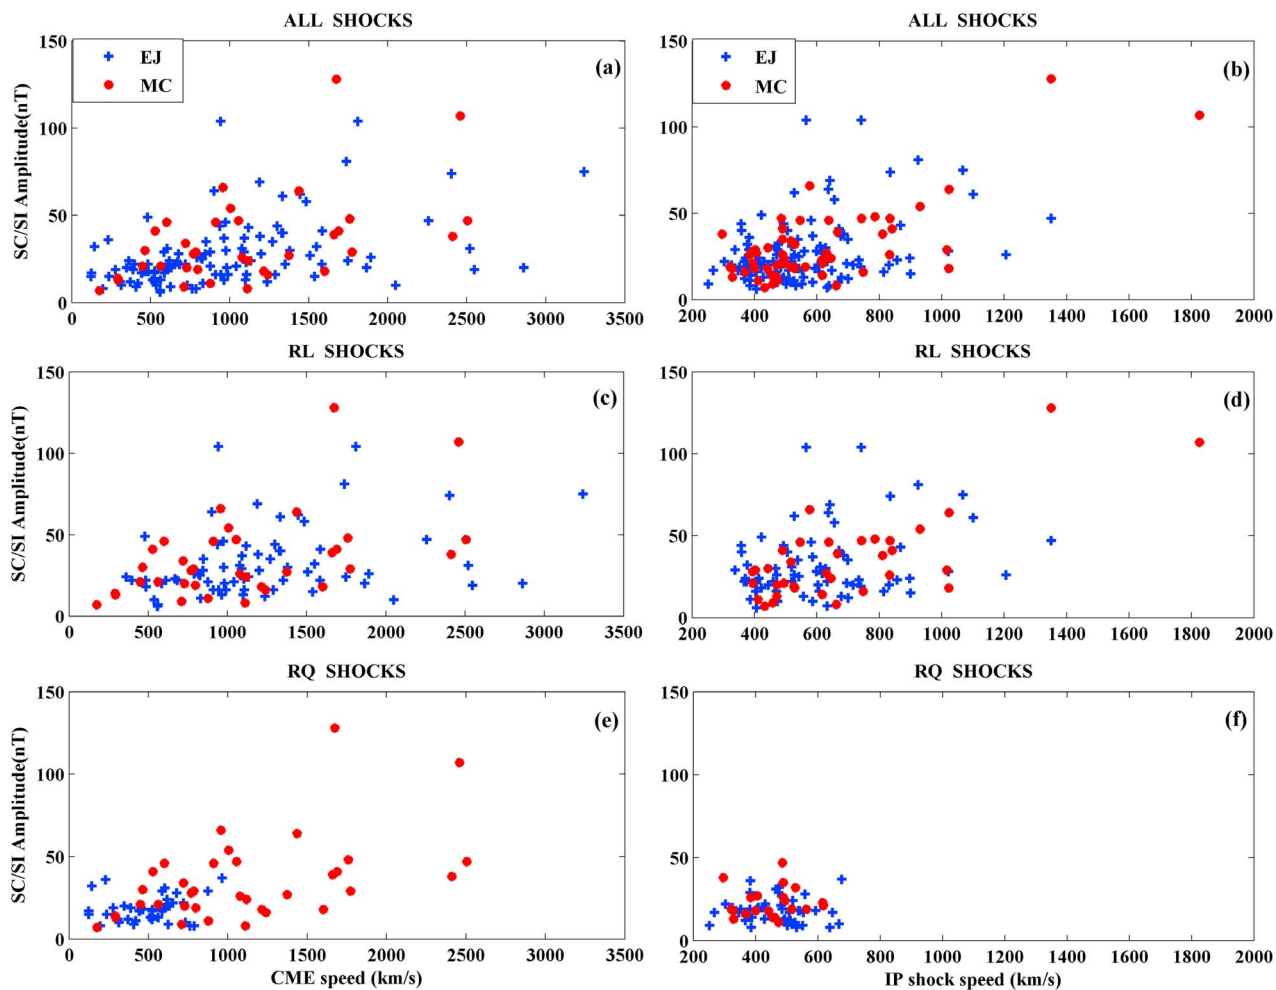 ALL SHOCKS
ALL SHOCKS
150
100
50
0
SC/SI Amplitude(nT)
EJ
MC
(a)
0 500 1000 1500 2000 2500 3000 3500
150
100
50
0
EJ
MC
(b)
200 400 600 800 1000 1200 1400 1600 1800 2000
RL SHOCKS
RL SHOCKS
150
100
50
0
SC/SI Amplitude(nT)
(c)
0 500 1000 1500 2000 2500 3000 3500
150
100
50
0
(d)
200 400 600 800 1000 1200 1400 1600 1800 2000
RQ SHOCKS
RQ SHOCKS
150
100
50
0
SC/SI Amplitude(nT)
(e)
0 500 1000 1500 2000 2500 3000 3500
CME speed (km/s)
150
100
50
0
(f)
200 400 600 800 1000 1200 1400 1600 1800 2000
IP shock speed (km/s)